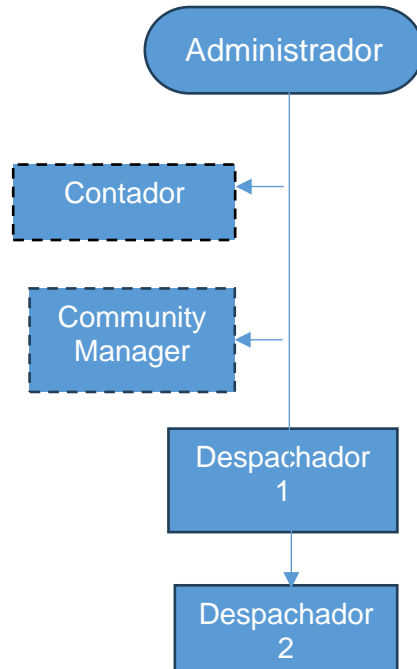 Administrador
Contador
Community
Manager
Despachador
1
Despachador
2